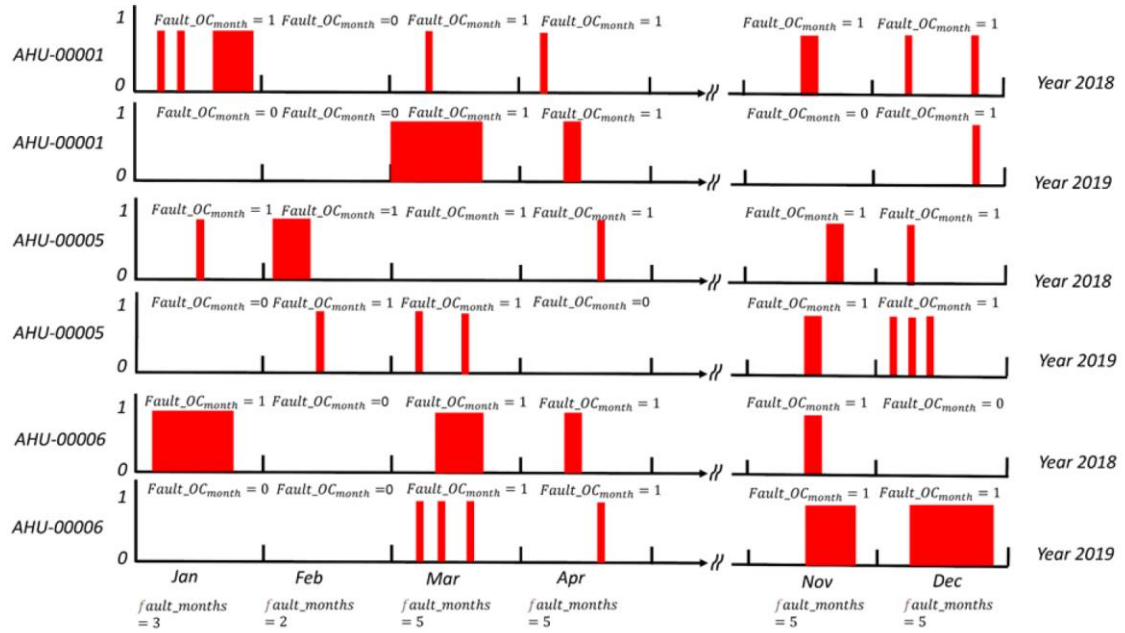 1 Fault_OC_month = 1 Fault_OC_month =0 Fault_OC_month = 1 Fault_OC_month = 1 Fault_OC_month = 1 Fault_OC_month = 1
AHU-00001 Year 2018
0
1 Fault_OC_month = 0 Fault_OC_month =0 Fault_OC_month = 1 Fault_OC_month = 1 Fault_OC_month = 0 Fault_OC_month = 1
AHU-00001
0 Year 2019
1 Fault_OC_month = 1 Fault_OC_month =1 Fault_OC_month = 1 Fault_OC_month = 1 Fault_OC_month = 1 Fault_OC_month = 1
AHU-00005
0 Year 2018
1 Fault_OC_month =0 Fault_OC_month = 1 Fault_OC_month = 1 Fault_OC_month =0 Fault_OC_month = 1 Fault_OC_month = 1
AHU-00005 Year 2019
0
1 Fault_OC_month = 1 Fault_OC_month =0 Fault_OC_month = 1 Fault_OC_month = 1 Fault_OC_month = 1 Fault_OC_month = 0
AHU-00006 Year 2018
0
1 Fault_OC_month = 0 Fault_OC_month =0 Fault_OC_month = 1 Fault_OC_month = 1 Fault_OC_month = 1 Fault_OC_month = 1
AHU-00006
0 Year 2019
Jan Feb Mar Apr Nov Dec
fault_months fault_months fault_months fault_months fault_months fault_months
= 3 = 2 = 5 = 5 = 5 = 5